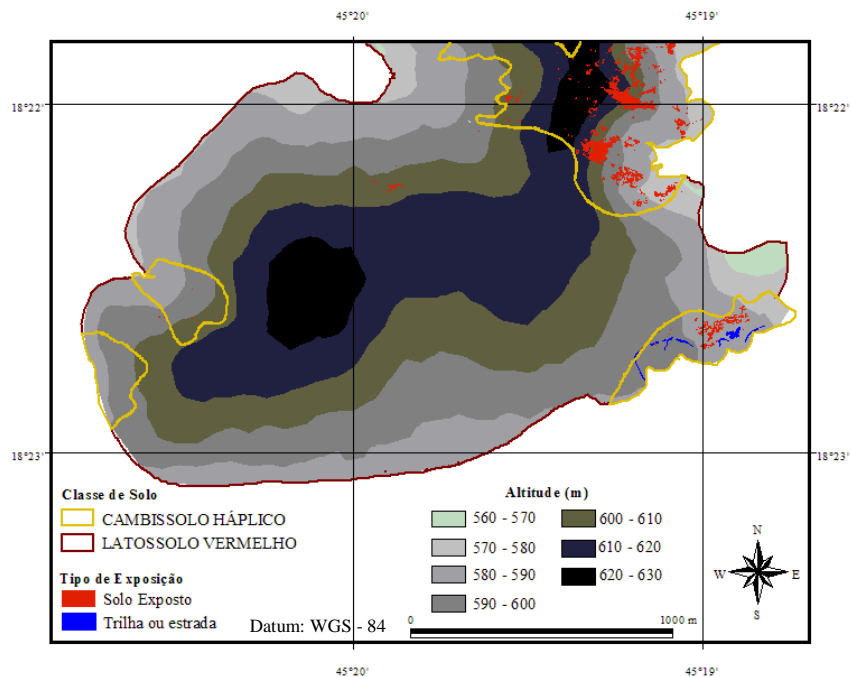 45°20'
45°19'
18°22'
18°22'
18°23'
18°23'
Classe de Solo
CAMBISSOLO HÁPLICO
LATOSSOLO VERMELHO
Tipo de Exposição
Solo Exposto
Trilha ou estrada
Datum: WGS - 84
Altitude (m)
560 - 570
570 - 580
580 - 590
590 - 600
600 - 610
610 - 620
620 - 630
0
1000 m
N
W
E
S
45°20'
45°19'